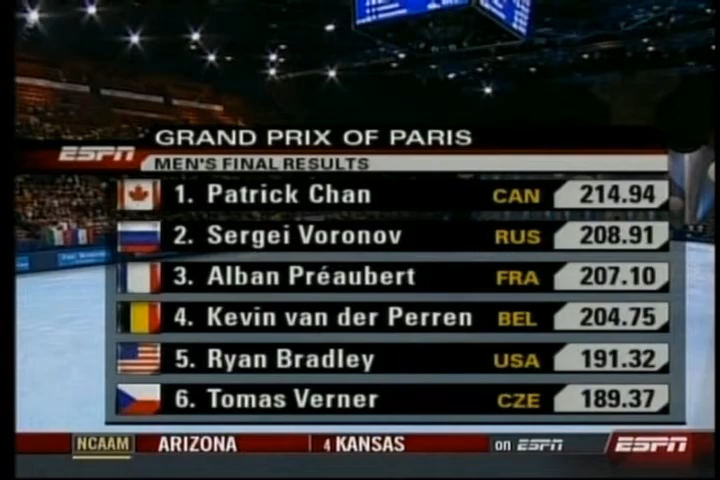 GRAND PRIX OF PARIS
ESPN MEN'S FINAL RESULTS
1. Patrick Chan CAN 214.94
2. Sergei Voronov RUS 208.91
3. Alban Préaubert FRA 207.10
4. Kevin van der Perren BEL 204.75
5. Ryan Bradley USA 191.32
6. Tomas Verner CZE 189.37
NCAAM ARIZONA 4 KANSAS on ESPN ESPN